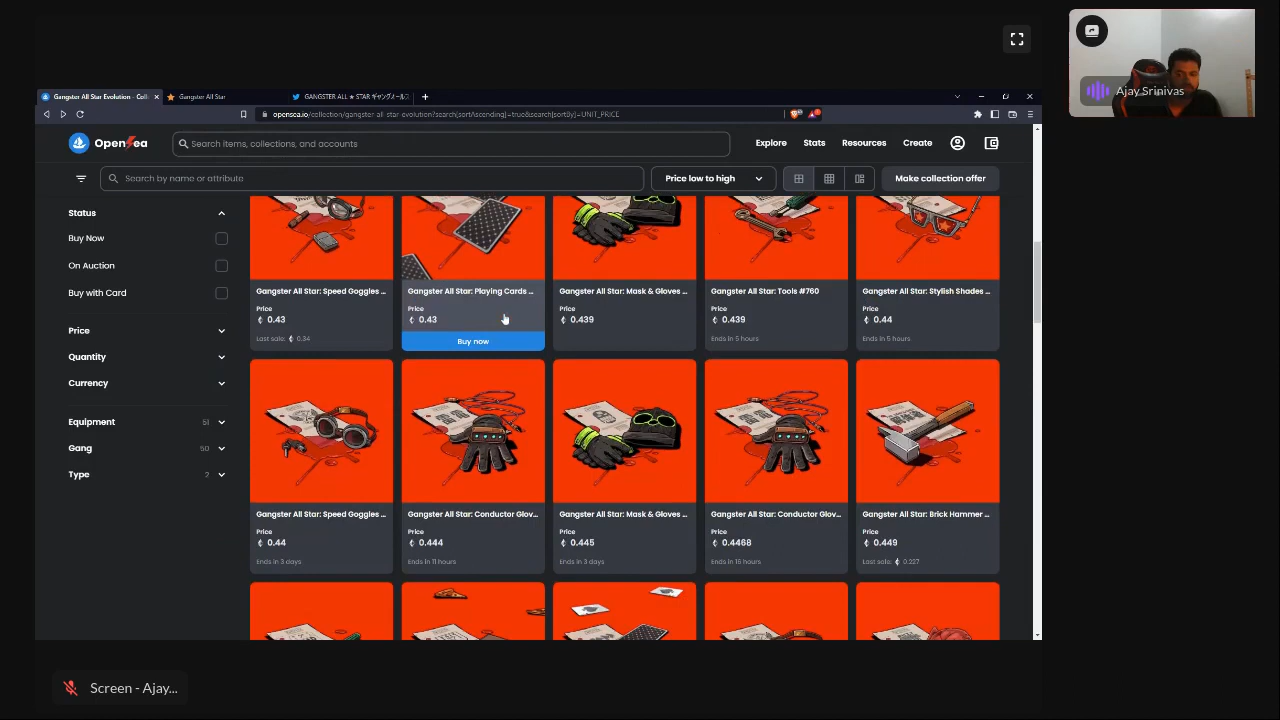 Ajay Srinivas
Gangster All Star Evolution - Coll
Gangster All Star
GANGSTER ALL ★ STAR
opensea.io/collection/gangster-all-star-evolution?search[sortAscending]=true&search[sortBy]=UNIT_PRICE
OpenSea
Search items, collections, and accounts
Explore
Stats
Resources
Create
Search by name or attribute
Price low to high
Make collection offer
Status
Buy Now
On Auction
Buy with Card
Price
Quantity
Currency
Equipment 51
Gang 50
Type 2
Gangster All Star: Speed Goggles ...
Price
0.43
Last sale: 0.34
Gangster All Star: Playing Cards ...
Price
0.43
Buy now
Gangster All Star: Mask & Gloves ...
Price
0.439
Gangster All Star: Tools #760
Price
0.439
Ends in 5 hours
Gangster All Star: Stylish Shades ...
Price
0.44
Ends in 5 hours
Gangster All Star: Speed Goggles ...
Price
0.44
Ends in 3 days
Gangster All Star: Conductor Glov...
Price
0.444
Ends in 11 hours
Gangster All Star: Mask & Gloves ...
Price
0.445
Ends in 3 days
Gangster All Star: Conductor Glov...
Price
0.4468
Ends in 16 hours
Gangster All Star: Brick Hammer ...
Price
0.449
Last sale: 0.227
Screen - Ajay...